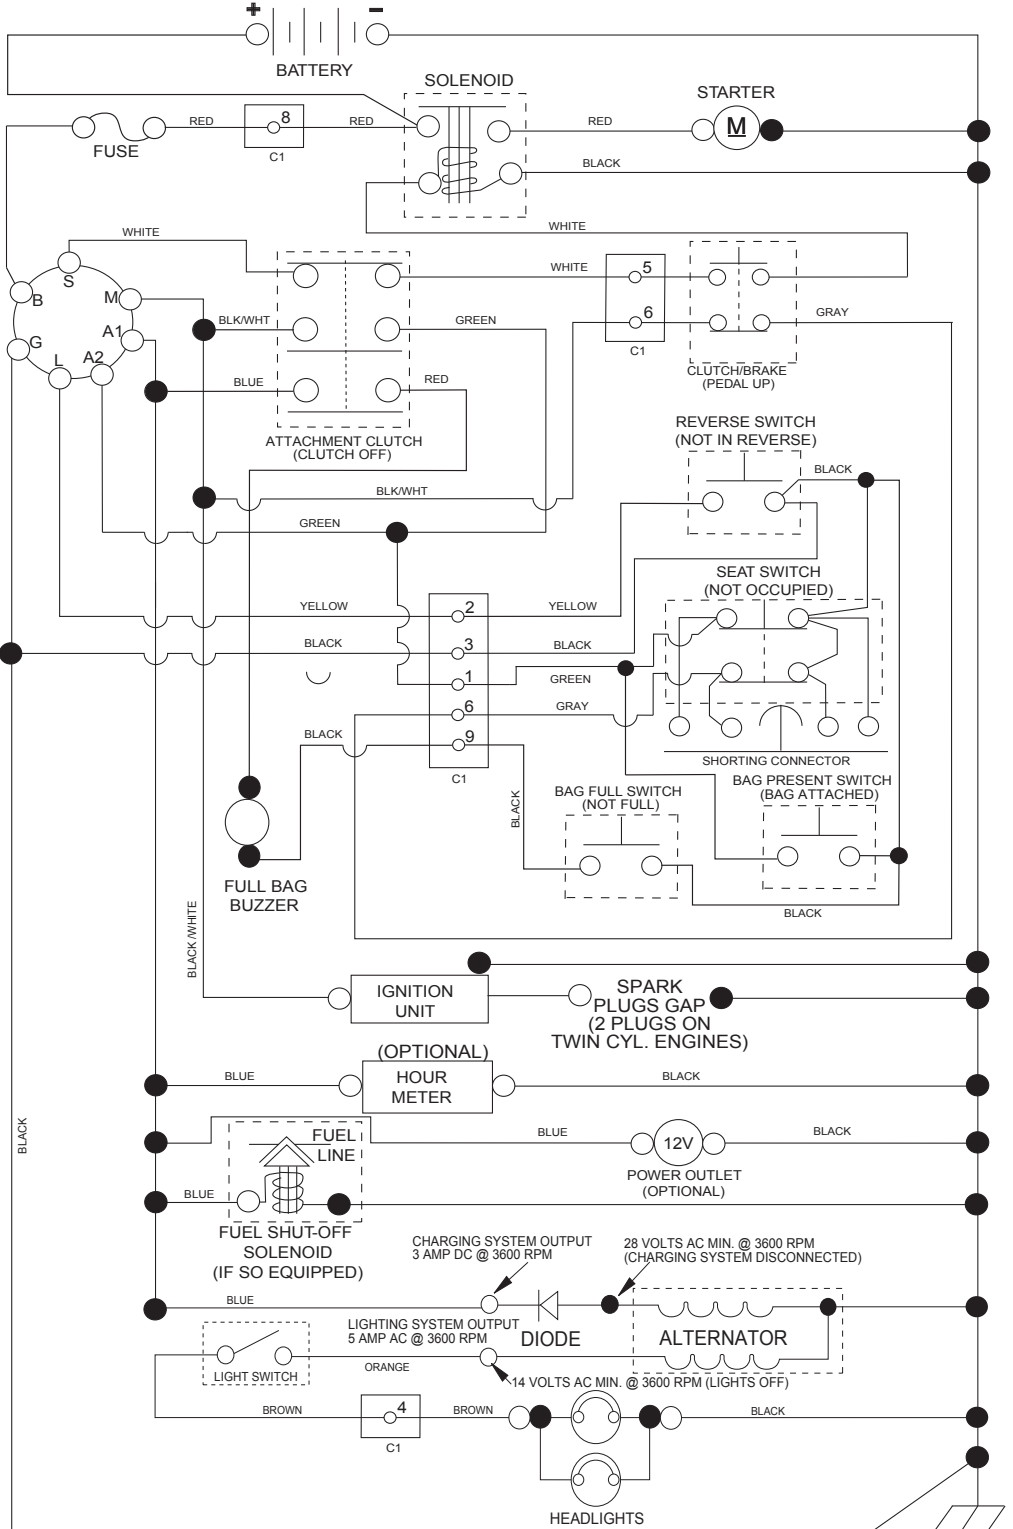 + -
BATTERY
SOLENOID
STARTER
RED
8
RED
RED
M
FUSE
C1
BLACK
WHITE
WHITE
S
B
M
G
A1
L
A2
BLK/WHT
GREEN
BLUE
RED
WHITE
5
6
GRAY
C1
CLUTCH/BRAKE
(PEDAL UP)
ATTACHMENT CLUTCH
(CLUTCH OFF)
REVERSE SWITCH
(NOT IN REVERSE)
BLACK
BLK/WHT
GREEN
SEAT SWITCH
(NOT OCCUPIED)
YELLOW
2
YELLOW
BLACK
3
BLACK
1
GREEN
6
GRAY
BLACK
9
C1
SHORTING CONNECTOR
BAG FULL SWITCH
(NOT FULL)
BAG PRESENT SWITCH
(BAG ATTACHED)
BLACK
BLACK
FULL BAG
BUZZER
BLACK /WHITE
IGNITION
UNIT
SPARK
PLUGS GAP
(2 PLUGS ON
TWIN CYL. ENGINES)
(OPTIONAL)
BLUE
HOUR
METER
BLACK
BLACK
FUEL
LINE
BLUE
12V
BLACK
POWER OUTLET
(OPTIONAL)
BLUE
FUEL SHUT-OFF
SOLENOID
(IF SO EQUIPPED)
CHARGING SYSTEM OUTPUT
3 AMP DC @ 3600 RPM
28 VOLTS AC MIN. @ 3600 RPM
(CHARGING SYSTEM DISCONNECTED)
BLUE
LIGHTING SYSTEM OUTPUT
5 AMP AC @ 3600 RPM
DIODE
ALTERNATOR
LIGHT SWITCH
ORANGE
14 VOLTS AC MIN. @ 3600 RPM (LIGHTS OFF)
BROWN
4
BROWN
BLACK
C1
HEADLIGHTS